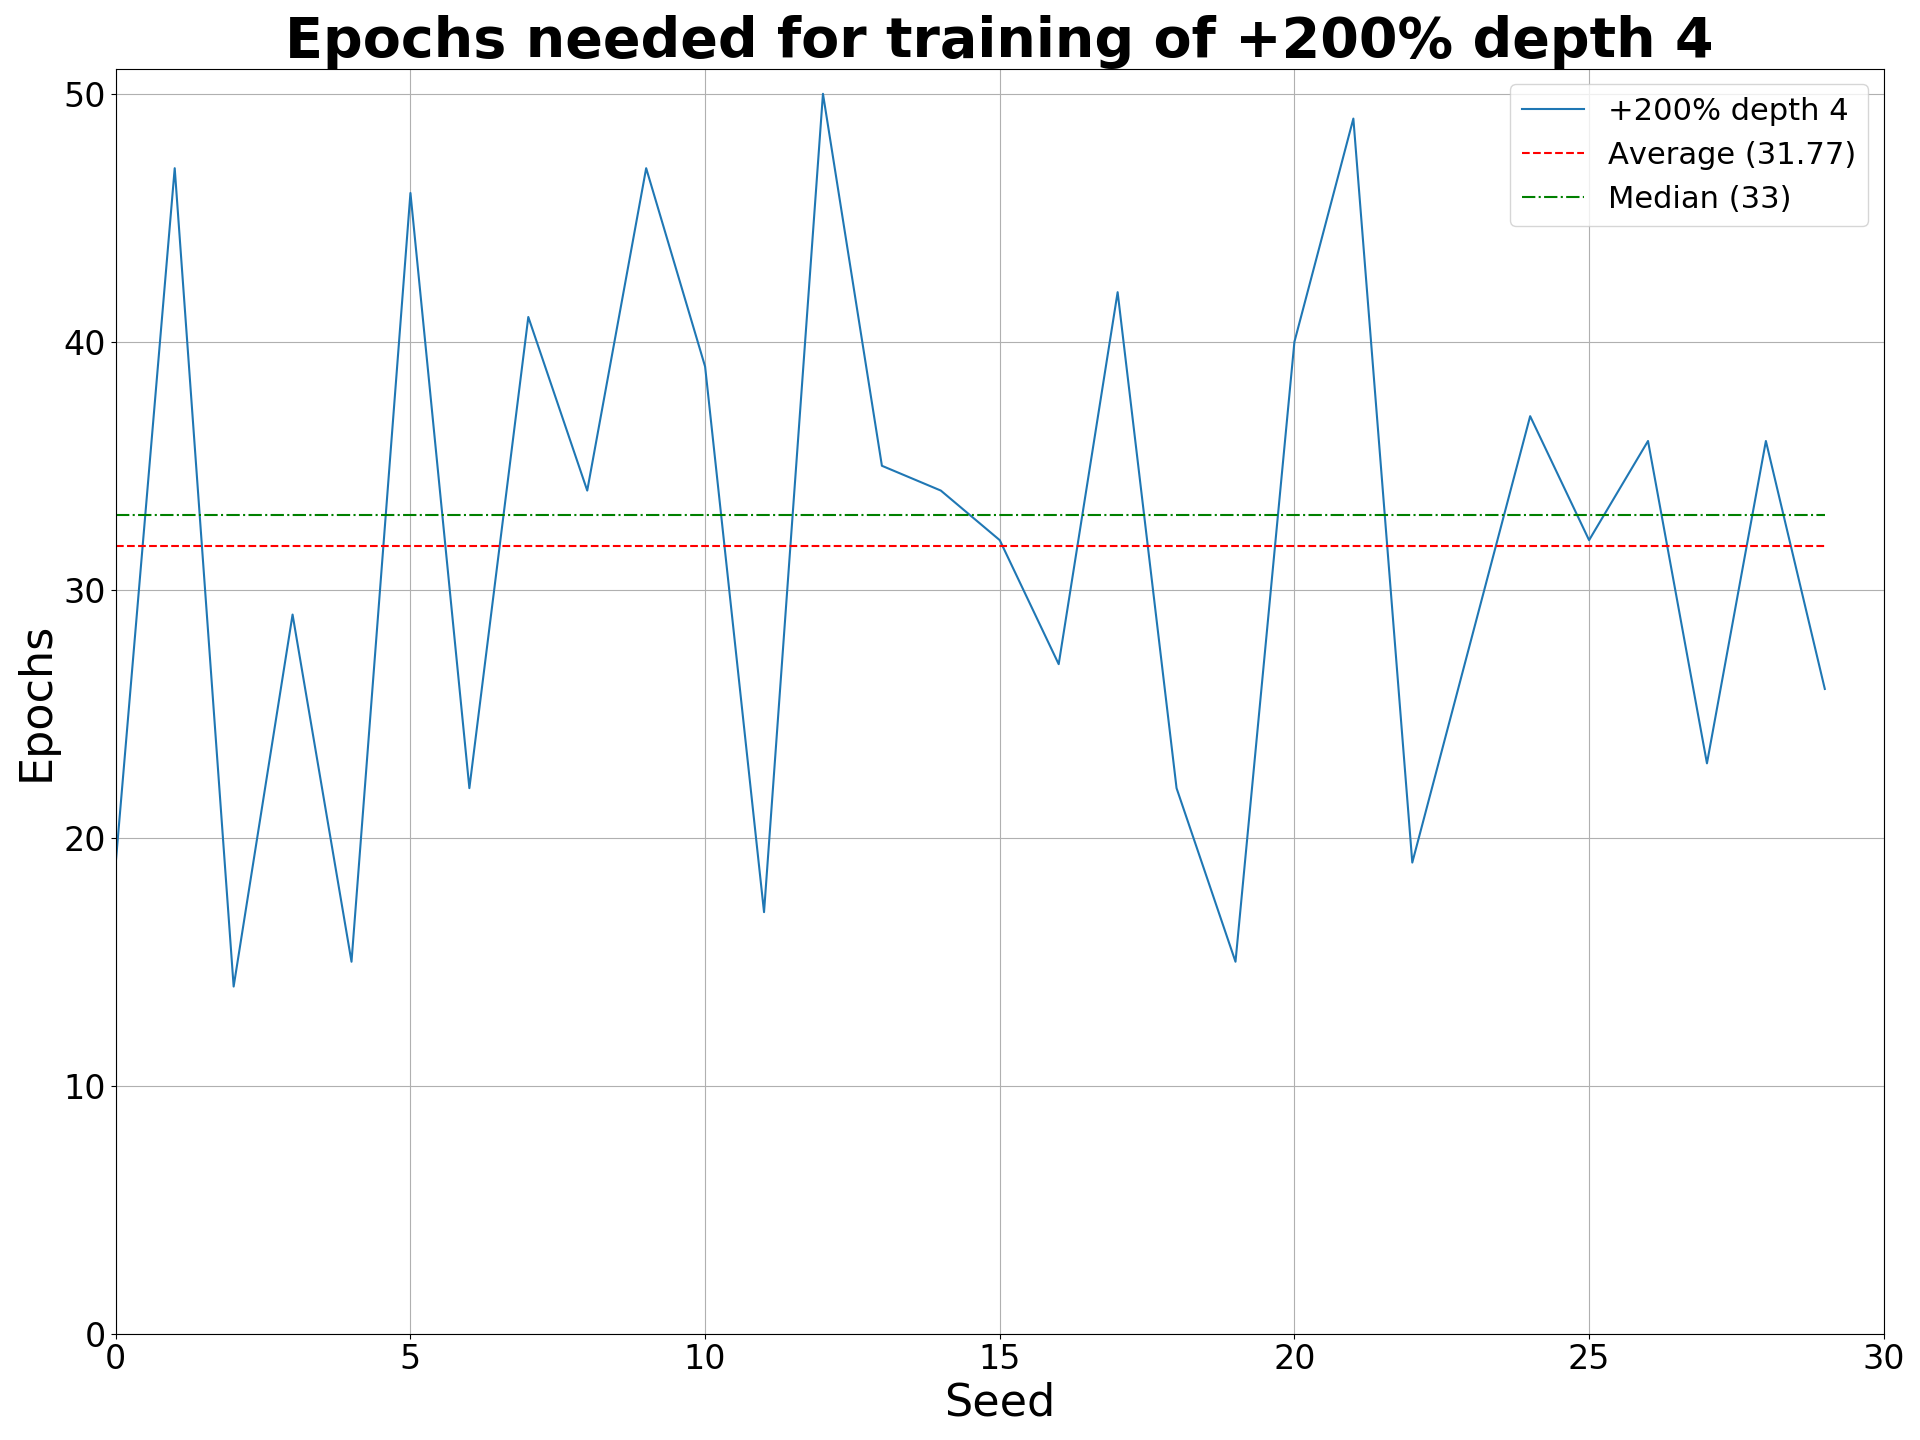 Epochs needed for training of +200% depth 4
+200% depth 4
Average (31.77)
Median (33)
50
40
30
20
10
0
Epochs
0 5 10 15 20 25 30
Seed